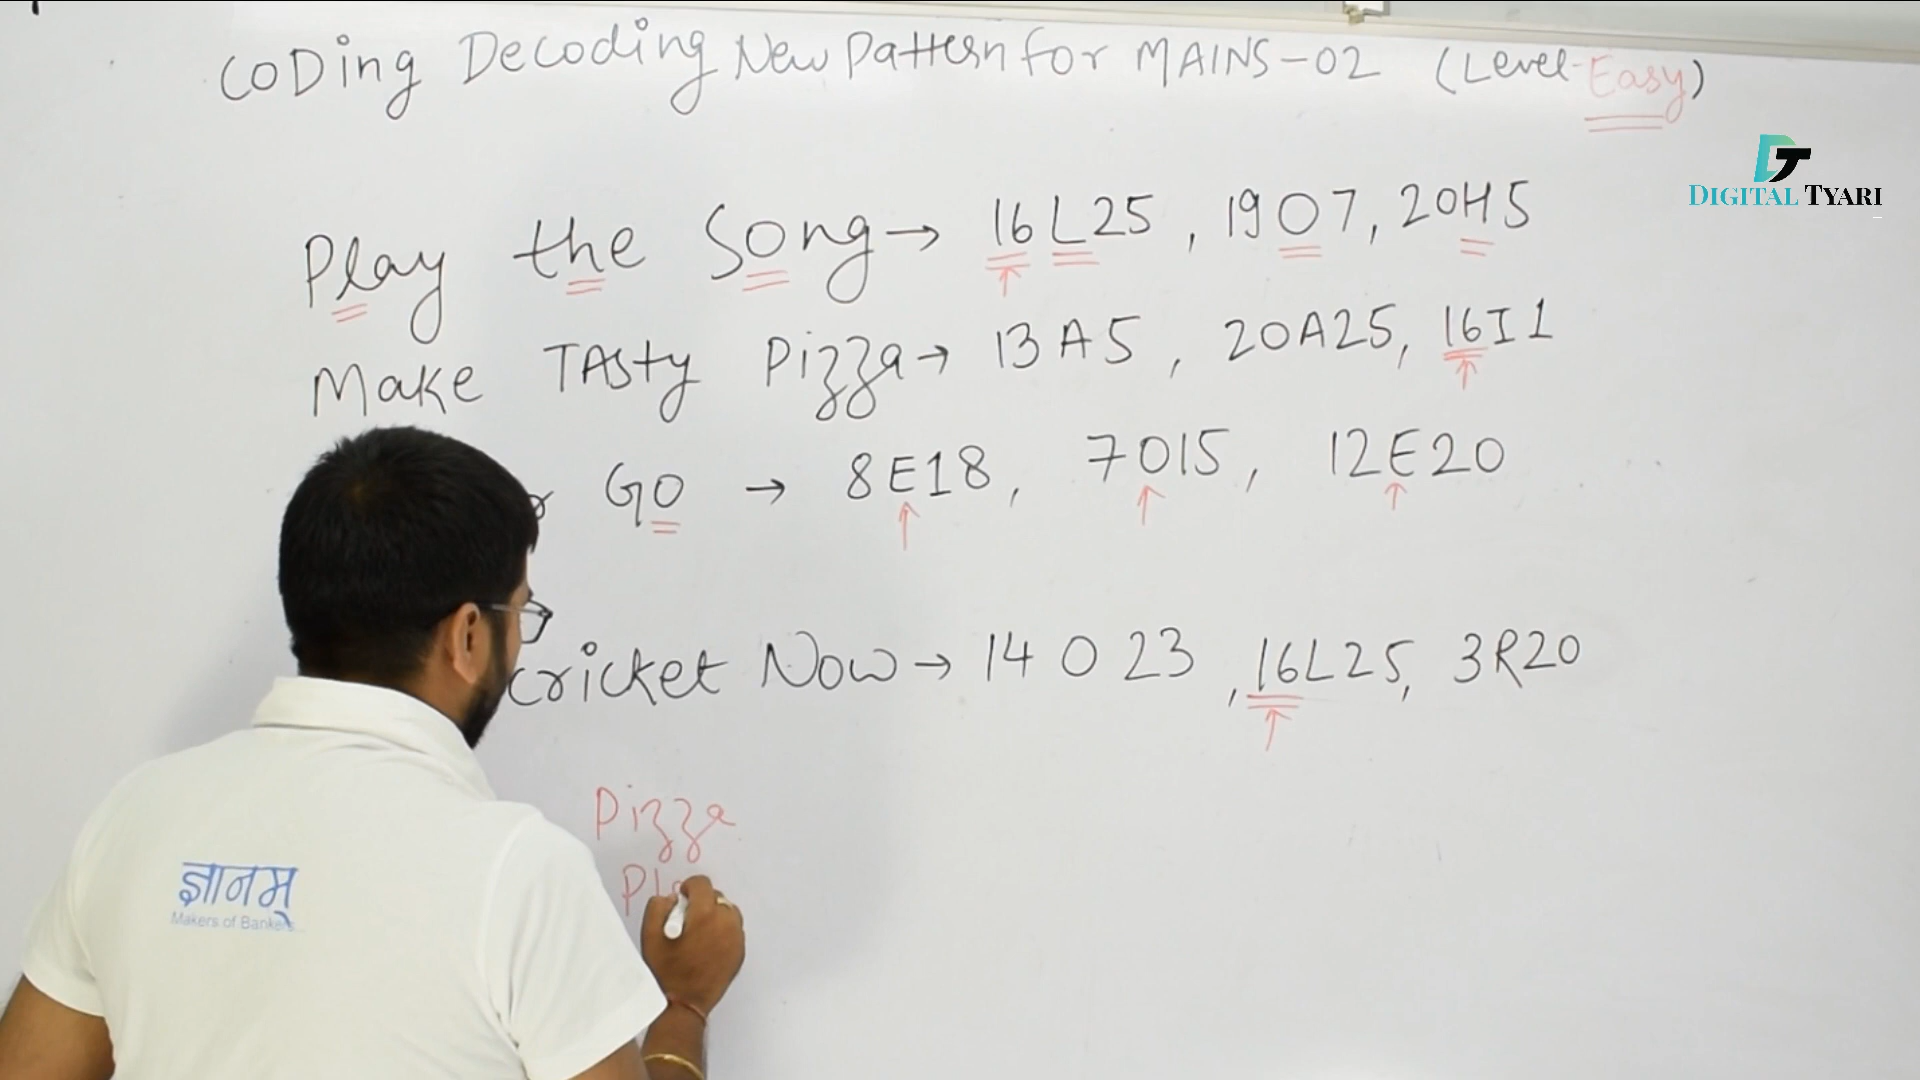 CODing Decoding New Pattern for MAINS-02 (Level-Easy)
DT
DIGITAL TYARI
Play the Song → 16L25, 19O7, 20H5
Make TAsty Pizza → 13A5, 20A25, 16I1
GO → 8E18, 7O15, 12E20
cricket Now → 14 O 23, 16L25, 3R20
Pizza
Pl
ज्ञानम्
Makers of Bankers...